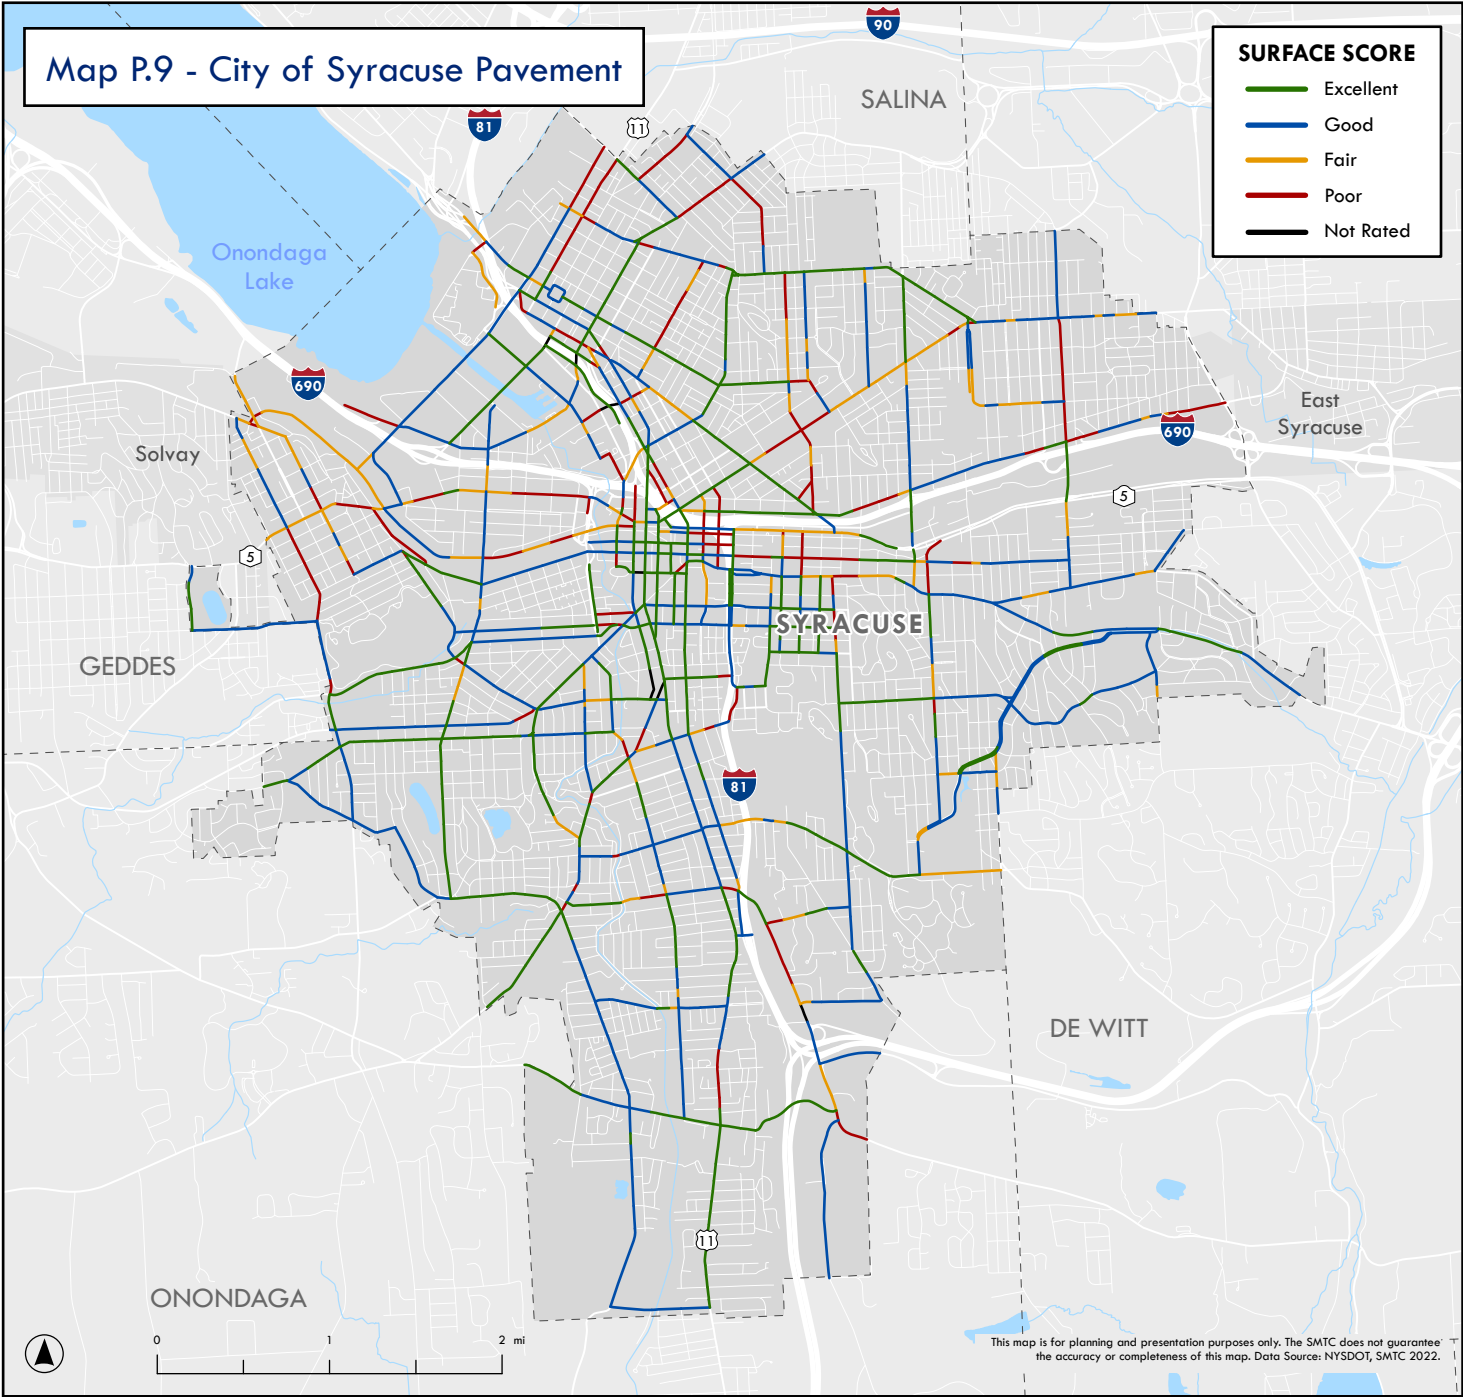 Map P.9 - City of Syracuse Pavement
90
SURFACE SCORE
Excellent
Good
Fair
Poor
Not Rated
SALINA
81
11
Onondaga
Lake
690
Solvay
East
Syracuse
690
5
5
SYRACUSE
GEDDES
81
DE WITT
11
ONONDAGA
0 1 2 mi
This map is for planning and presentation purposes only. The SMTC does not guarantee
the accuracy or completeness of this map. Data Source: NYSDOT, SMTC 2022.